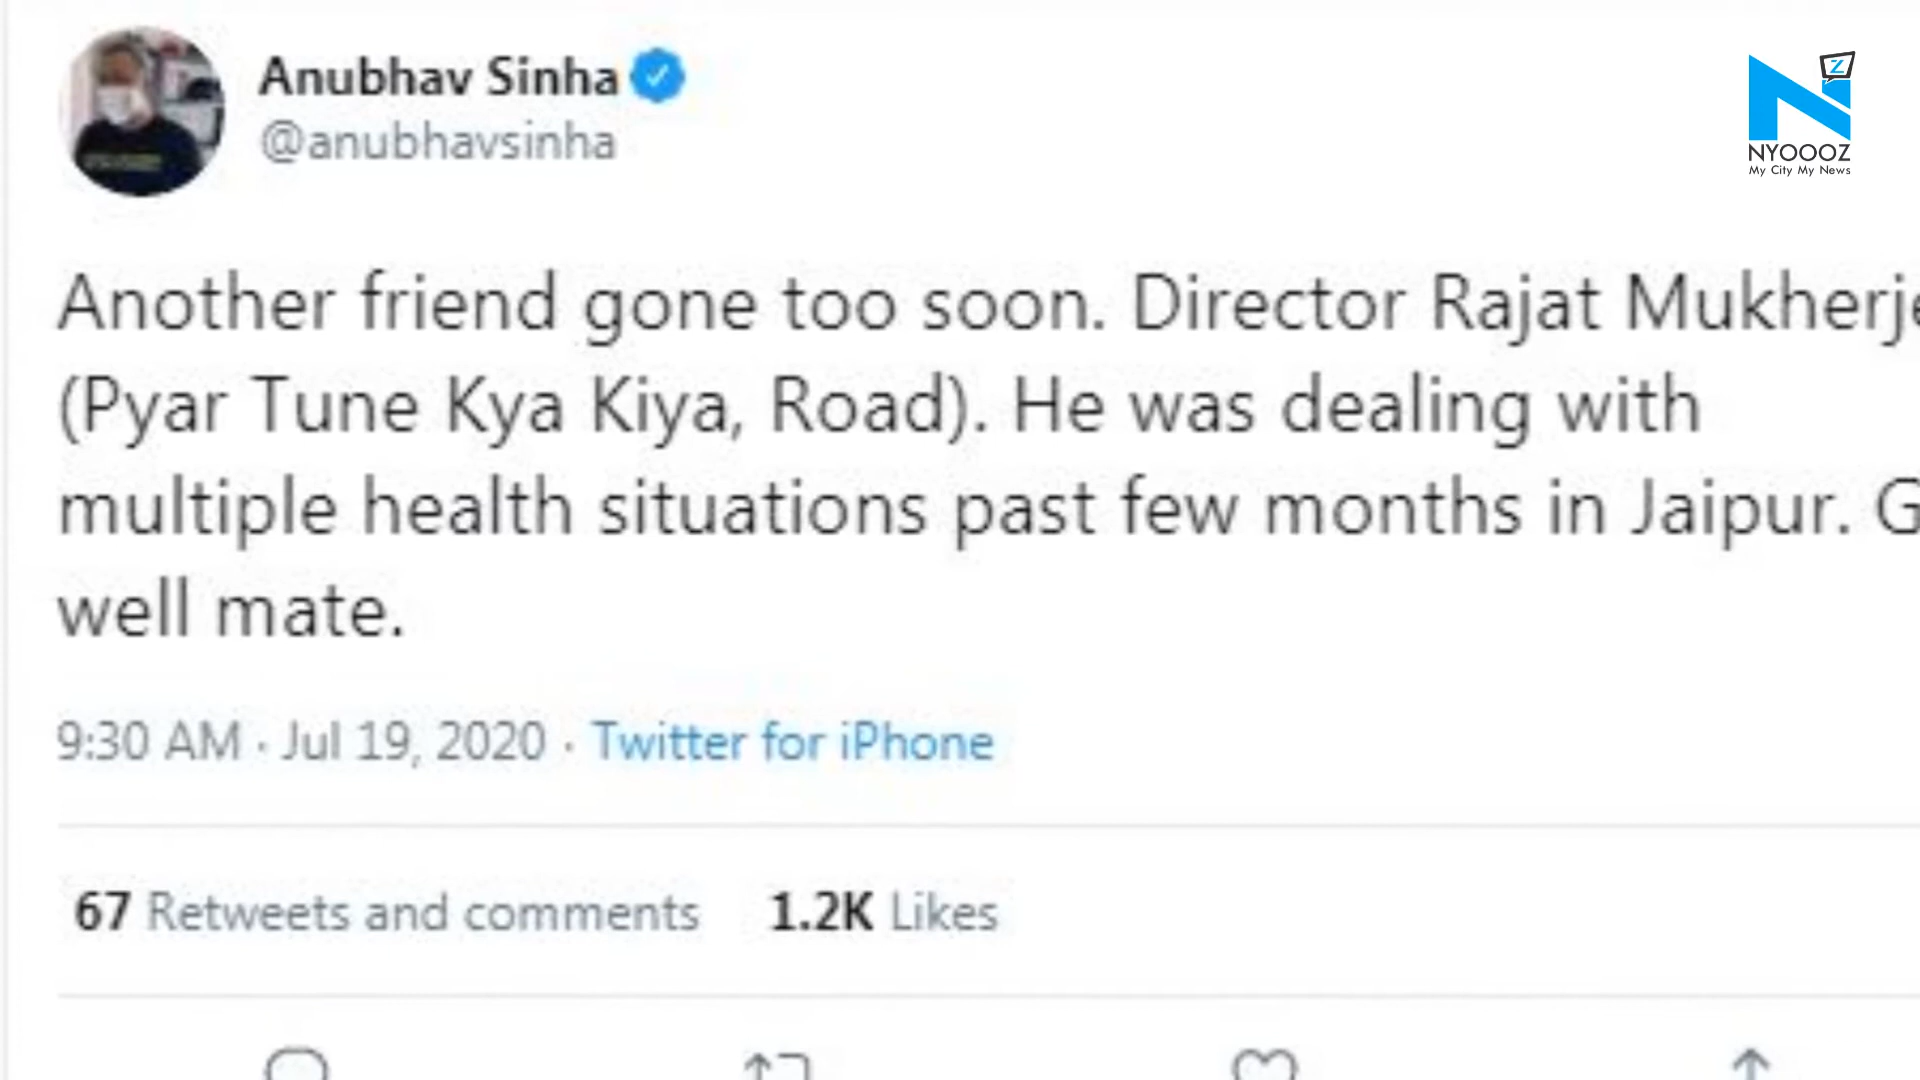 Anubhav Sinha
@anubhavsinha
NYOOOZ
My City My News
Another friend gone too soon. Director Rajat Mukherje
(Pyar Tune Kya Kiya, Road). He was dealing with
multiple health situations past few months in Jaipur. G
well mate.
9:30 AM · Jul 19, 2020 · Twitter for iPhone
67 Retweets and comments 1.2K Likes